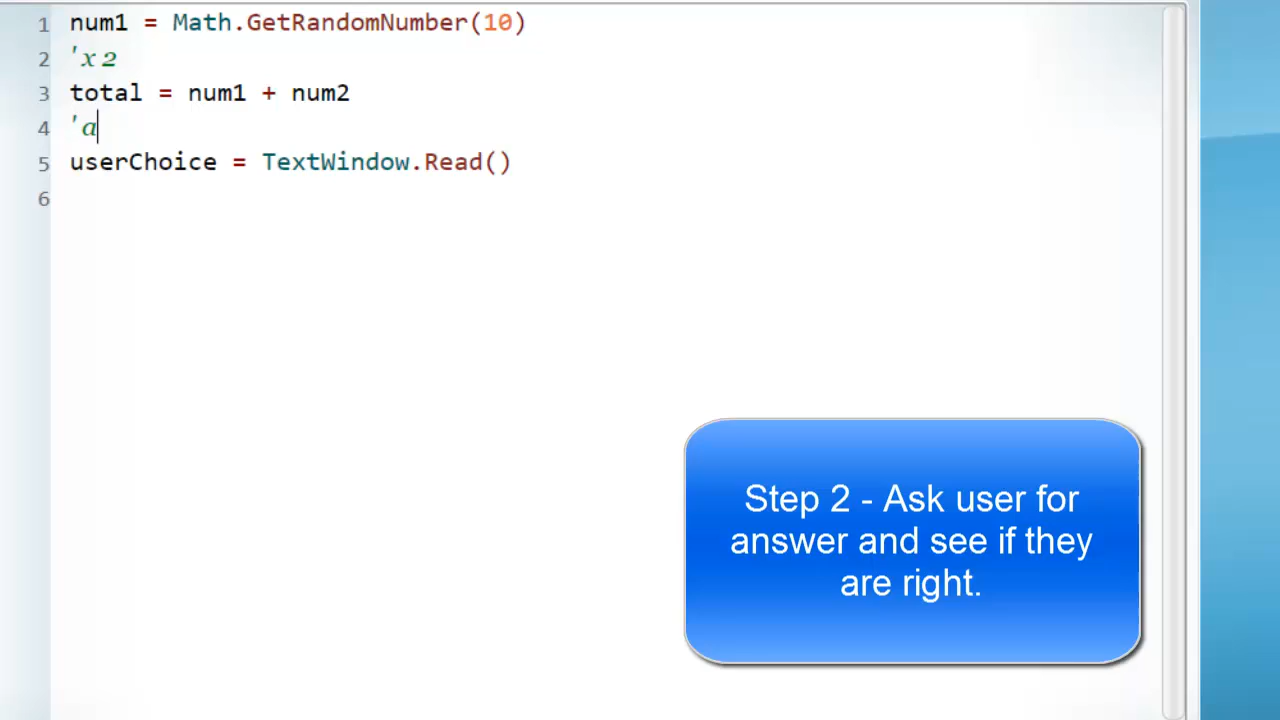 1 num1 = Math.GetRandomNumber(10)
2 'x 2
3 total = num1 + num2
4 'a
5 userChoice = TextWindow.Read()
6
Step 2 - Ask user for
answer and see if they
are right.